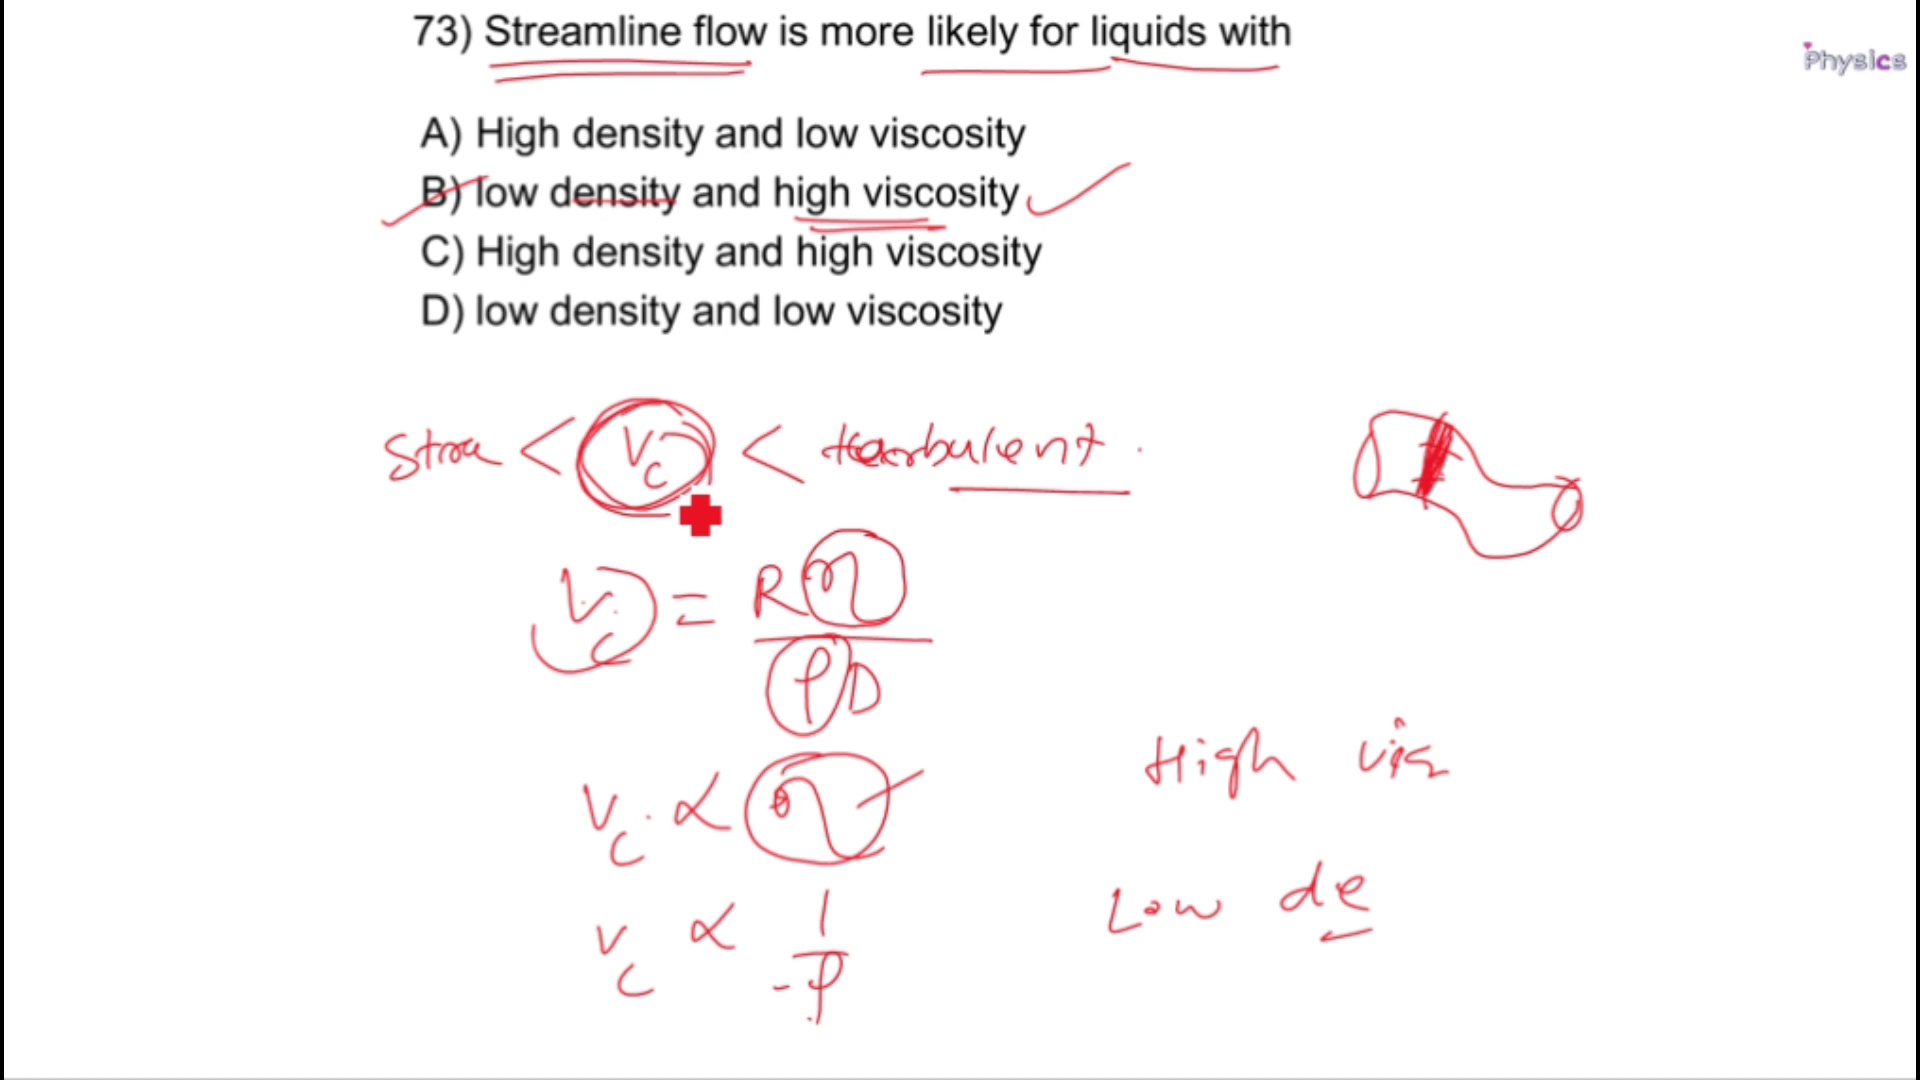 73) Streamline flow is more likely for liquids with
Physics
A) High density and low viscosity
B) low density and high viscosity
C) High density and high viscosity
D) low density and low viscosity
Stra < Vc < turbulent.
Vc = Rη / ρD
Vc ∝ η
High vis
Vc ∝ 1/ρ
Low de